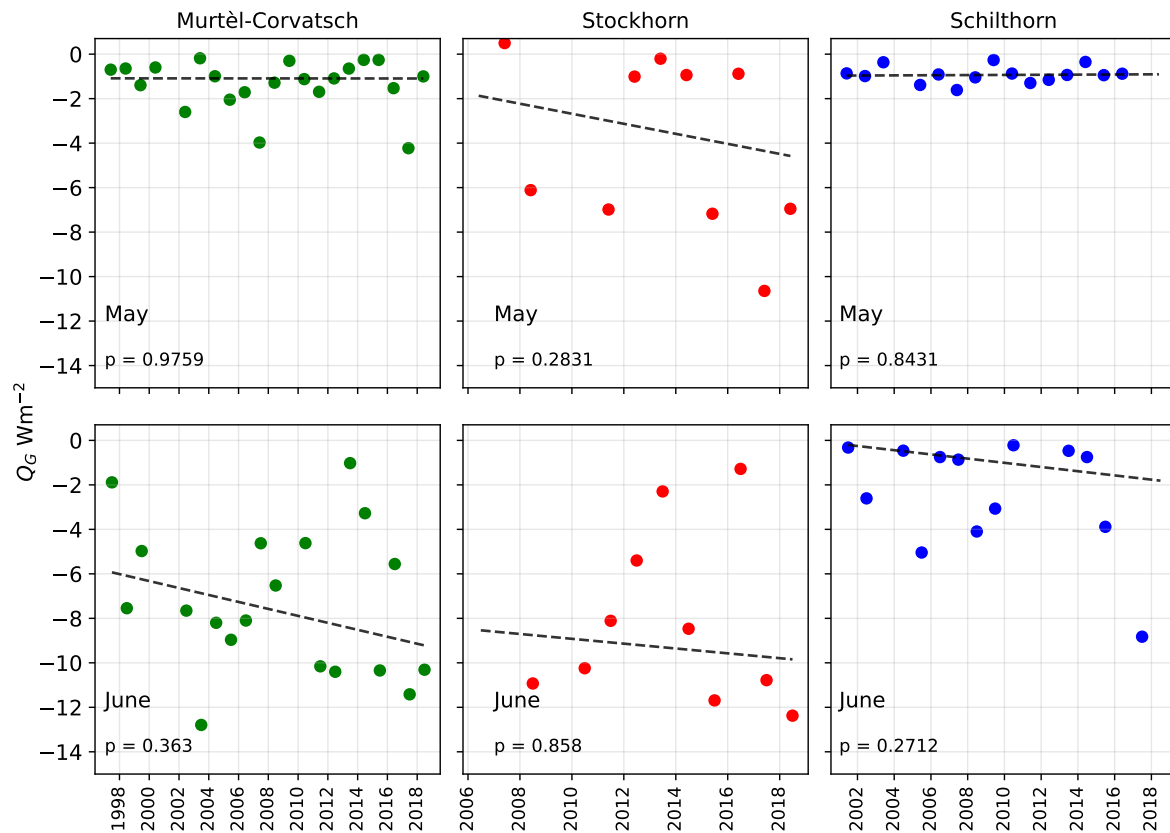 Murtèl-Corvatsch Stockhorn Schilthorn
0
−2
−4
−6
−8
−10
−12
−14
May
p = 0.9759
May
p = 0.2831
May
p = 0.8431
Q_G Wm⁻²
0
−2
−4
−6
−8
−10
−12
−14
June
p = 0.363
June
p = 0.858
June
p = 0.2712
1998 2000 2002 2004 2006 2008 2010 2012 2014 2016 2018
2006 2008 2010 2012 2014 2016 2018
2002 2004 2006 2008 2010 2012 2014 2016 2018